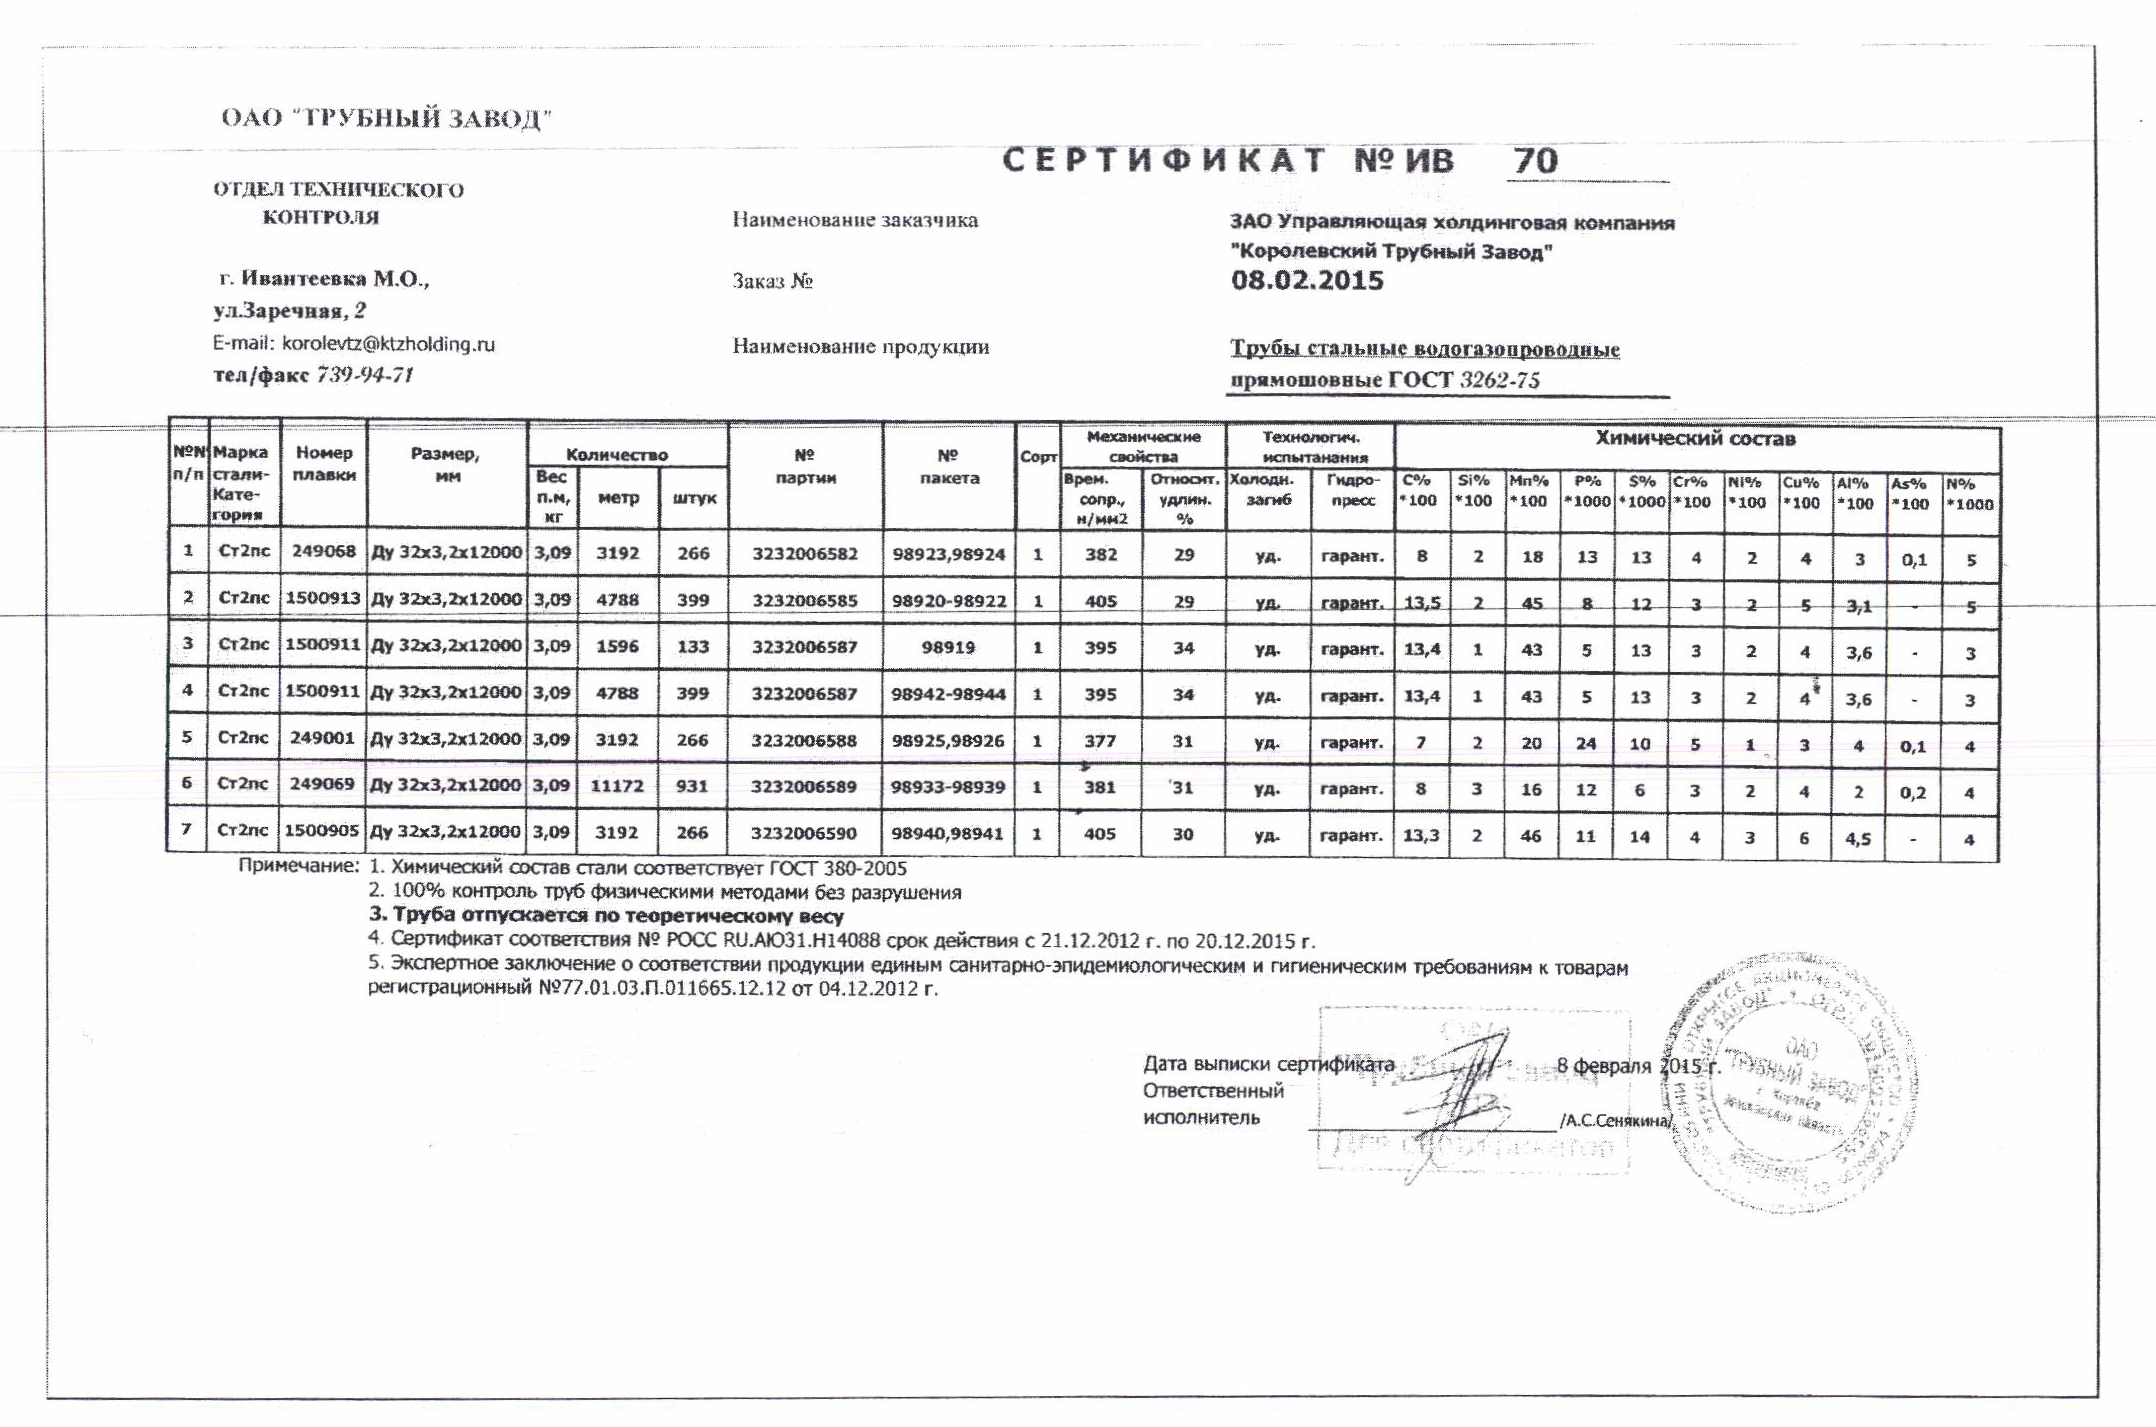 ОАО "ТРУБНЫЙ ЗАВОД"
СЕРТИФИКАТ №ИВ 70
ОТДЕЛ ТЕХНИЧЕСКОГО
КОНТРОЛЯ
Наименование заказчика
ЗАО Управляющая холдинговая компания
"Королевский Трубный Завод"
г. Ивантеевка М.О.,
Заказ №
08.02.2015
ул.Заречная, 2
E-mail: korolevtz@ktzholding.ru
Наименование продукции
Трубы стальные водогазопроводные
тел/факс 739-94-71
прямошовные ГОСТ 3262-75
№N п/п Марка стали-Кате-гория Номер плавки Размер, мм Количество Вес п.м, кг метр штук № партии № пакета Сорт Механические свойства Врем. сопр., н/мм2 Относит. удлин. % Технологич. испытанания Холодн. загиб Гидро-пресс Химический состав C% *100 Si% *100 Mn% *100 P% *1000 S% *1000 Cr% *100 Ni% *100 Cu% *100 Al% *100 As% *100 N% *1000
1 Ст2пс 249068 Ду 32х3,2х12000 3,09 3192 266 3232006582 98923,98924 1 382 29 уд. гарант. 8 2 18 13 13 4 2 4 3 0,1 5
2 Ст2пс 1500913 Ду 32х3,2х12000 3,09 4788 399 3232006585 98920-98922 1 405 29 уд. гарант. 13,5 2 45 8 12 3 2 5 3,1 - 5
3 Ст2пс 1500911 Ду 32х3,2х12000 3,09 1596 133 3232006587 98919 1 395 34 уд. гарант. 13,4 1 43 5 13 3 2 4 3,6 - 3
4 Ст2пс 1500911 Ду 32х3,2х12000 3,09 4788 399 3232006587 98942-98944 1 395 34 уд. гарант. 13,4 1 43 5 13 3 2 4 3,6 - 3
5 Ст2пс 249001 Ду 32х3,2х12000 3,09 3192 266 3232006588 98925,98926 1 377 31 уд. гарант. 7 2 20 24 10 5 1 3 4 0,1 4
6 Ст2пс 249069 Ду 32х3,2х12000 3,09 11172 931 3232006589 98933-98939 1 381 31 уд. гарант. 8 3 16 12 6 3 2 4 2 0,2 4
7 Ст2пс 1500905 Ду 32х3,2х12000 3,09 3192 266 3232006590 98940,98941 1 405 30 уд. гарант. 13,3 2 46 11 14 4 3 6 4,5 - 4
Примечание: 1. Химический состав стали соответствует ГОСТ 380-2005
2. 100% контроль труб физическими методами без разрушения
3. Труба отпускается по теоретическому весу
4. Сертификат соответствия № РОСС RU.АЮ31.Н14088 срок действия с 21.12.2012 г. по 20.12.2015 г.
5. Экспертное заключение о соответствии продукции единым санитарно-эпидемиологическим и гигиеническим требованиям к товарам
регистрационный №77.01.03.П.011665.12.12 от 04.12.2012 г.
Дата выписки сертификата 8 февраля 2015 г.
Ответственный
исполнитель /А.С.Сенякина/
ОАО
"ТРУБНЫЙ ЗАВОД"